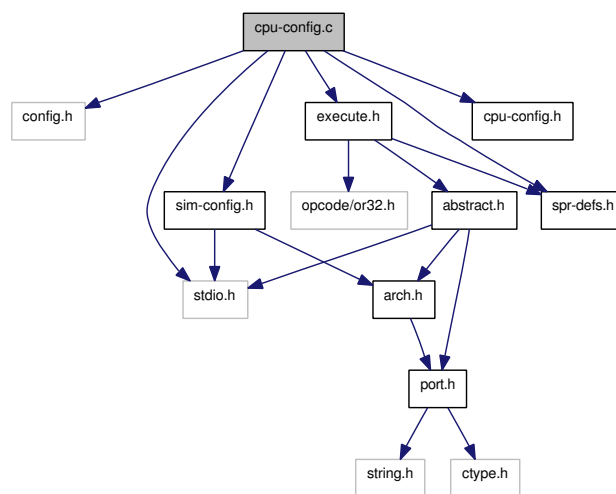 cpu-config.c
config.h
execute.h
cpu-config.h
sim-config.h
opcode/or32.h
abstract.h
spr-defs.h
stdio.h
arch.h
port.h
string.h
ctype.h